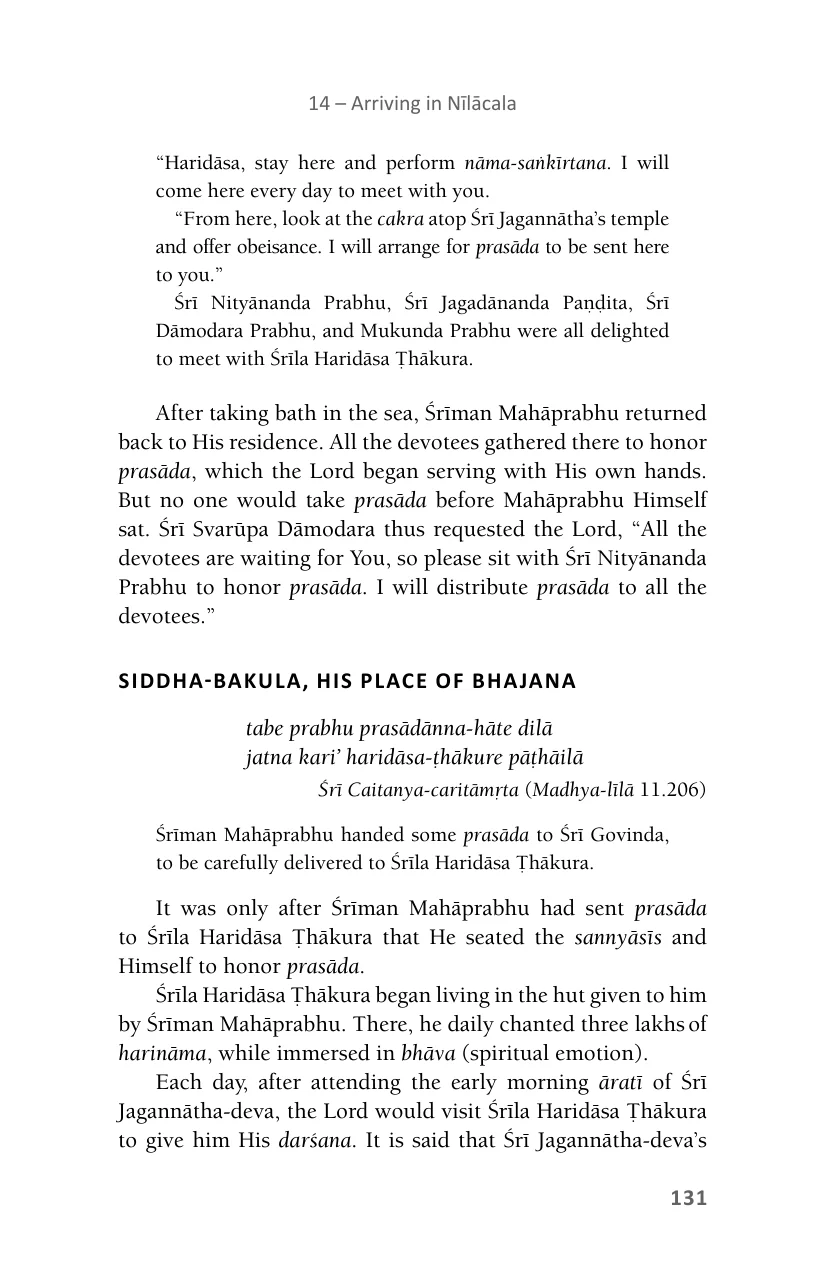 14 – Arriving in Nīlācala
“Haridāsa, stay here and perform nāma-saṅkīrtana. I will
come here every day to meet with you.
“From here, look at the cakra atop Śrī Jagannātha’s temple
and offer obeisance. I will arrange for prasāda to be sent here
to you.”
Śrī Nityānanda Prabhu, Śrī Jagadānanda Paṇḍita, Śrī
Dāmodara Prabhu, and Mukunda Prabhu were all delighted
to meet with Śrīla Haridāsa Ṭhākura.
After taking bath in the sea, Śrīman Mahāprabhu returned
back to His residence. All the devotees gathered there to honor
prasāda, which the Lord began serving with His own hands.
But no one would take prasāda before Mahāprabhu Himself
sat. Śrī Svarūpa Dāmodara thus requested the Lord, “All the
devotees are waiting for You, so please sit with Śrī Nityānanda
Prabhu to honor prasāda. I will distribute prasāda to all the
devotees.”
SIDDHA-BAKULA, HIS PLACE OF BHAJANA
tabe prabhu prasādānna-hāte dilā
jatna kari’ haridāsa-ṭhākure pāṭhāilā
Śrī Caitanya-caritāmṛta (Madhya-līlā 11.206)
Śrīman Mahāprabhu handed some prasāda to Śrī Govinda,
to be carefully delivered to Śrīla Haridāsa Ṭhākura.
It was only after Śrīman Mahāprabhu had sent prasāda
to Śrīla Haridāsa Ṭhākura that He seated the sannyāsīs and
Himself to honor prasāda.
Śrīla Haridāsa Ṭhākura began living in the hut given to him
by Śrīman Mahāprabhu. There, he daily chanted three lakhs of
harināma, while immersed in bhāva (spiritual emotion).
Each day, after attending the early morning āratī of Śrī
Jagannātha-deva, the Lord would visit Śrīla Haridāsa Ṭhākura
to give him His darśana. It is said that Śrī Jagannātha-deva’s
131